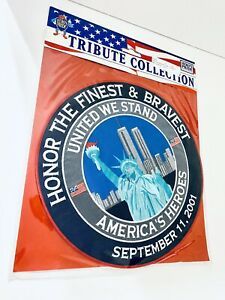 TRIBUTE COLLECTION
HONOR THE FINEST & BRAVEST
UNITED WE STAND
AMERICA'S HEROES
SEPTEMBER 11, 2001